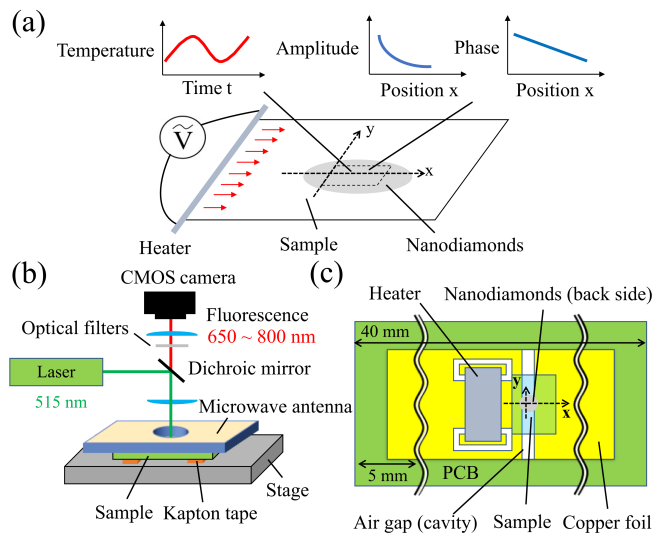 (a)
Temperature
Time t
Amplitude
Position x
Phase
Position x
Ṽ
y
x
Heater
Sample
Nanodiamonds
(b)
CMOS camera
Fluorescence
650 ~ 800 nm
Optical filters
Laser
Dichroic mirror
515 nm
Microwave antenna
Stage
Sample
Kapton tape
(c)
Heater
Nanodiamonds (back side)
40 mm
y
x
5 mm
PCB
Air gap (cavity)
Sample
Copper foil